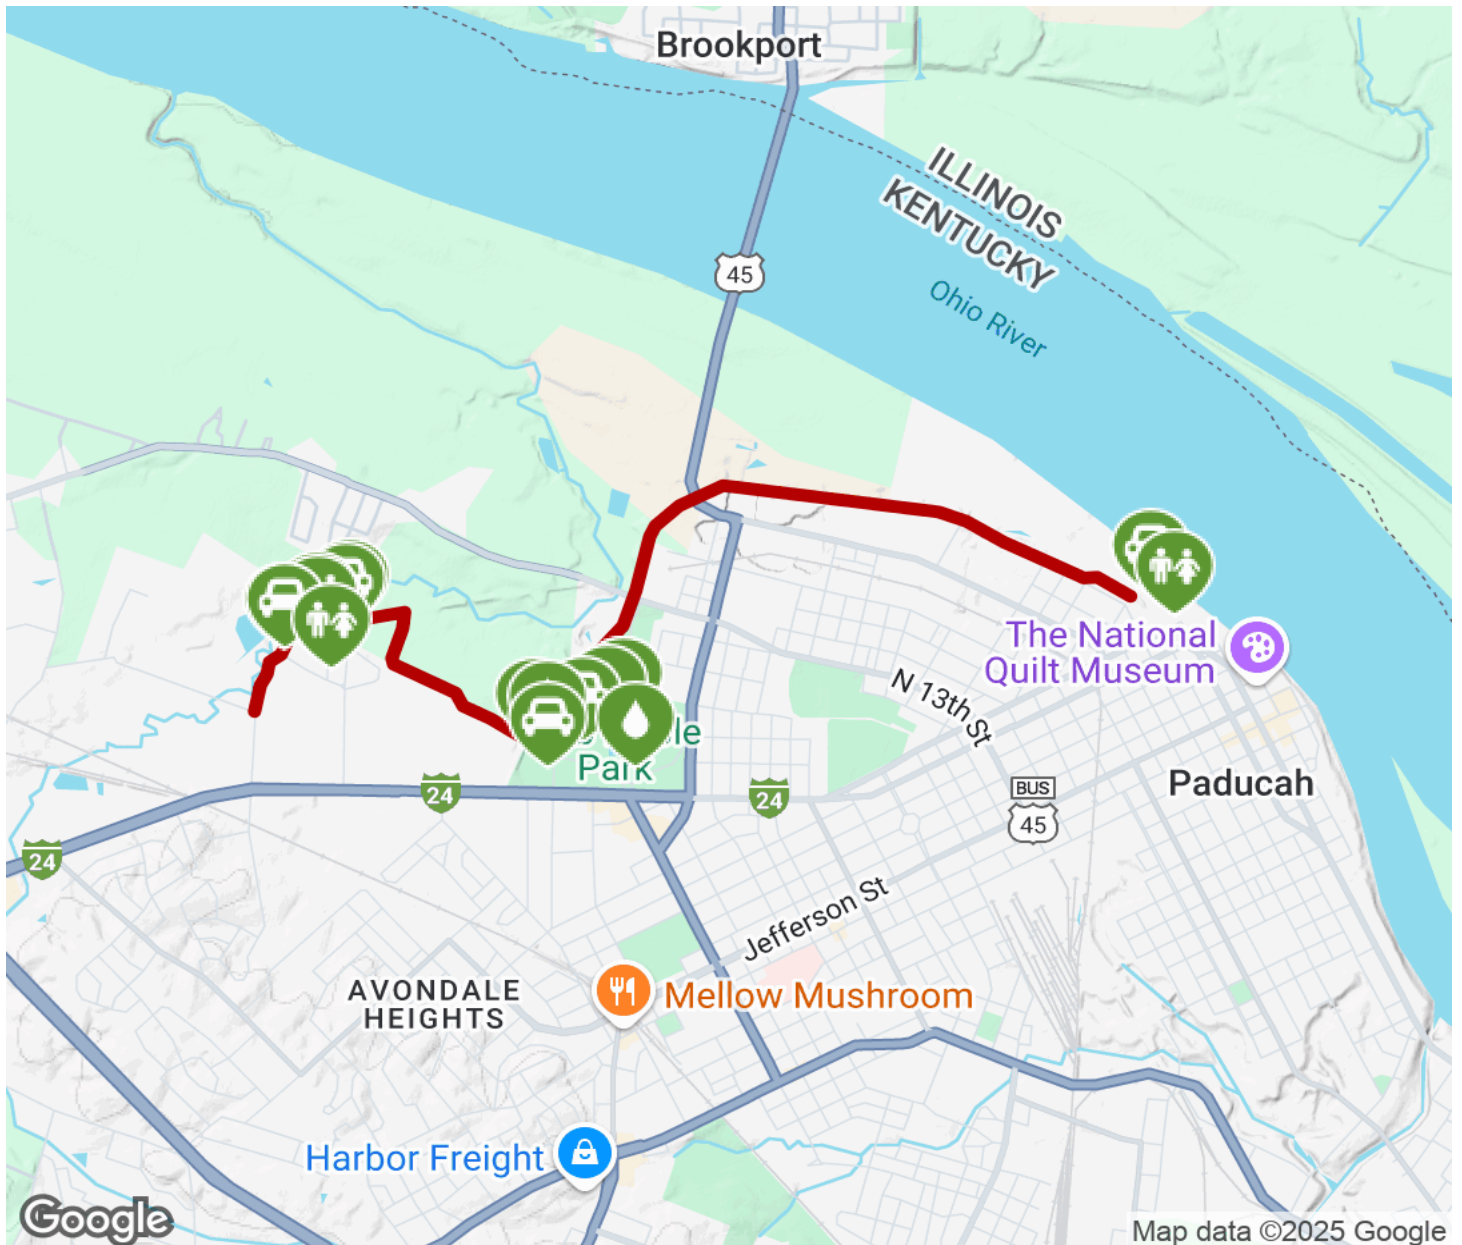 Brookport
ILLINOIS
KENTUCKY
45
Ohio River
The National
Quilt Museum
N 13th St
le
Park
24
24
24
BUS
45
Paducah
Jefferson St
AVONDALE
HEIGHTS
Mellow Mushroom
Harbor Freight
Google
Map data ©2025 Google